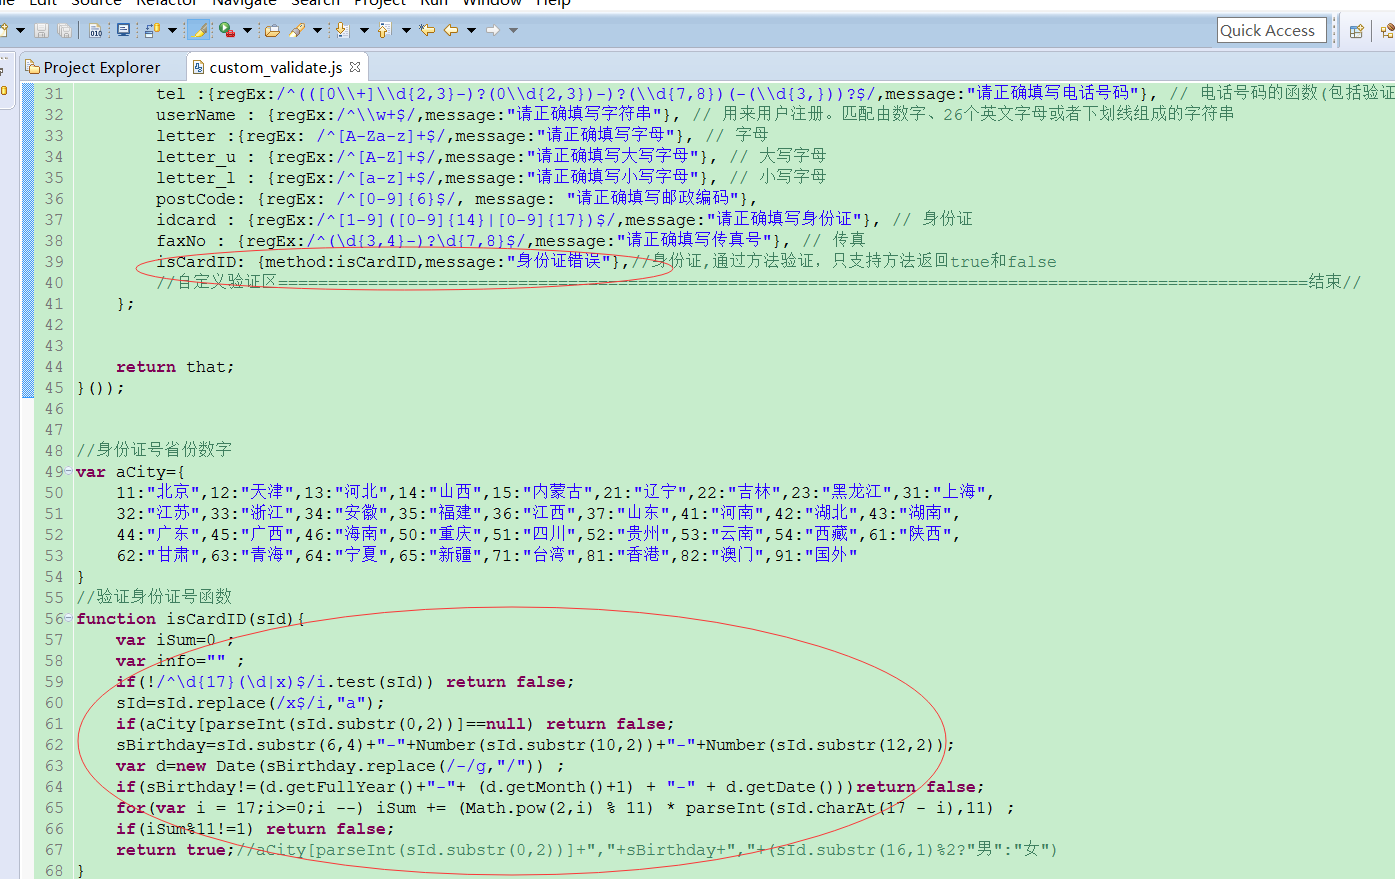 Edit Source Refactor Navigate Search Project Run Window Help
010
Quick Access
Project Explorer
custom_validate.js
31 tel :{regEx:/^(([0\\+]\\d{2,3}-)?(0\\d{2,3})-)?(\\d{7,8})(-(\\d{3,}))?$/,message:"请正确填写电话号码"}, // 电话号码的函数(包括验证
32 userName : {regEx:/^\\w+$/,message:"请正确填写字符串"}, // 用来用户注册。匹配由数字、26个英文字母或者下划线组成的字符串
33 letter :{regEx: /^[A-Za-z]+$/,message:"请正确填写字母"}, // 字母
34 letter_u : {regEx:/^[A-Z]+$/,message:"请正确填写大写字母"}, // 大写字母
35 letter_l : {regEx:/^[a-z]+$/,message:"请正确填写小写字母"}, // 小写字母
36 postCode: {regEx: /^[0-9]{6}$/, message: "请正确填写邮政编码"},
37 idcard : {regEx:/^[1-9]([0-9]{14}|[0-9]{17})$/,message:"请正确填写身份证"}, // 身份证
38 faxNo : {regEx:/^(\d{3,4}-)?\d{7,8}$/,message:"请正确填写传真号"}, // 传真
39 isCardID: {method:isCardID,message:"身份证错误"},//身份证,通过方法验证，只支持方法返回true和false
40 //自定义验证区=======================================================================================================结束//
41 };
42
43
44 return that;
45 }());
46
47
48 //身份证号省份数字
49 var aCity={
50 11:"北京",12:"天津",13:"河北",14:"山西",15:"内蒙古",21:"辽宁",22:"吉林",23:"黑龙江",31:"上海",
51 32:"江苏",33:"浙江",34:"安徽",35:"福建",36:"江西",37:"山东",41:"河南",42:"湖北",43:"湖南",
52 44:"广东",45:"广西",46:"海南",50:"重庆",51:"四川",52:"贵州",53:"云南",54:"西藏",61:"陕西",
53 62:"甘肃",63:"青海",64:"宁夏",65:"新疆",71:"台湾",81:"香港",82:"澳门",91:"国外"
54 }
55 //验证身份证号函数
56 function isCardID(sId){
57 var iSum=0 ;
58 var info="" ;
59 if(!/^\d{17}(\d|x)$/i.test(sId)) return false;
60 sId=sId.replace(/x$/i,"a");
61 if(aCity[parseInt(sId.substr(0,2))]==null) return false;
62 sBirthday=sId.substr(6,4)+"-"+Number(sId.substr(10,2))+"-"+Number(sId.substr(12,2));
63 var d=new Date(sBirthday.replace(/-/g,"/")) ;
64 if(sBirthday!=(d.getFullYear()+"-"+ (d.getMonth()+1) + "-" + d.getDate()))return false;
65 for(var i = 17;i>=0;i --) iSum += (Math.pow(2,i) % 11) * parseInt(sId.charAt(17 - i),11) ;
66 if(iSum%11!=1) return false;
67 return true;//aCity[parseInt(sId.substr(0,2))]+","+sBirthday+","+(sId.substr(16,1)%2?"男":"女")
68 }